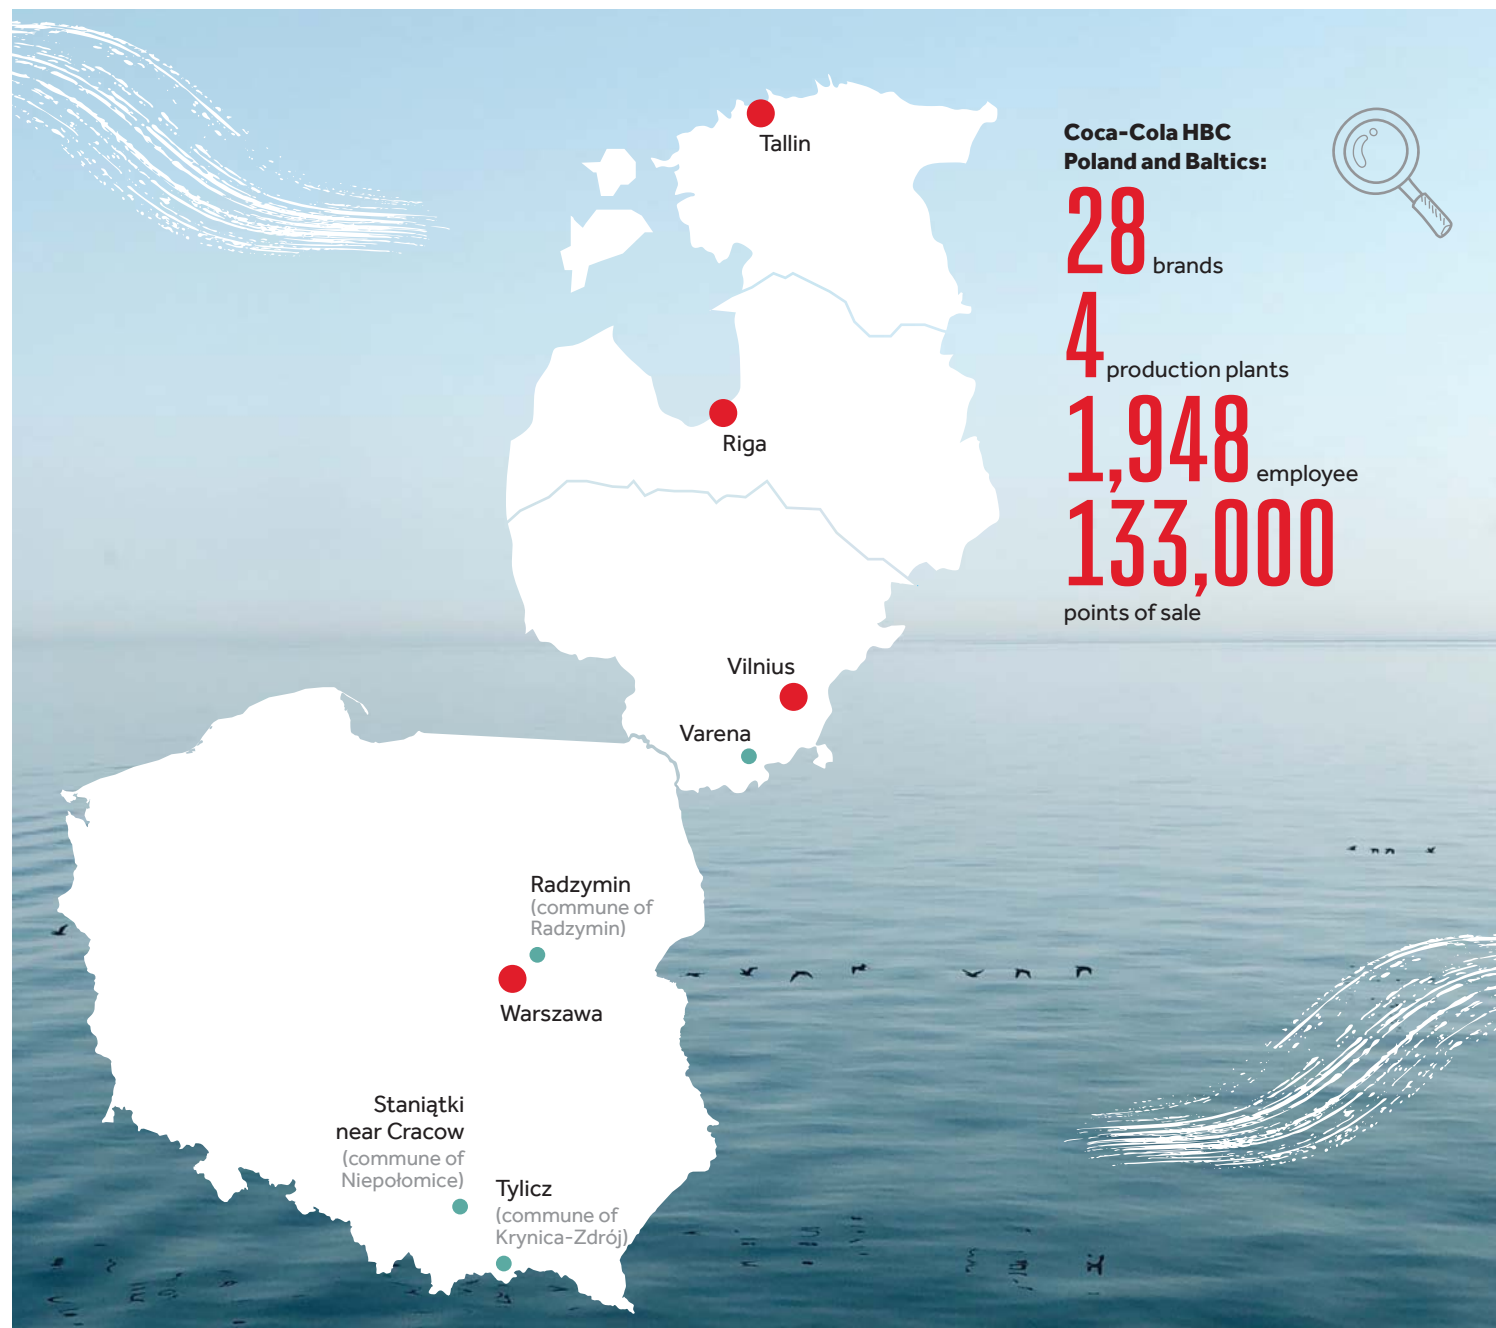 Tallin
Riga
Vilnius
Varena
Radzymin
(commune of
Radzymin)
Warszawa
Staniątki
near Cracow
(commune of
Niepołomice)
Tylicz
(commune of
Krynica-Zdrój)
Coca-Cola HBC
Poland and Baltics:
28 brands
4 production plants
1,948 employee
133,000
points of sale